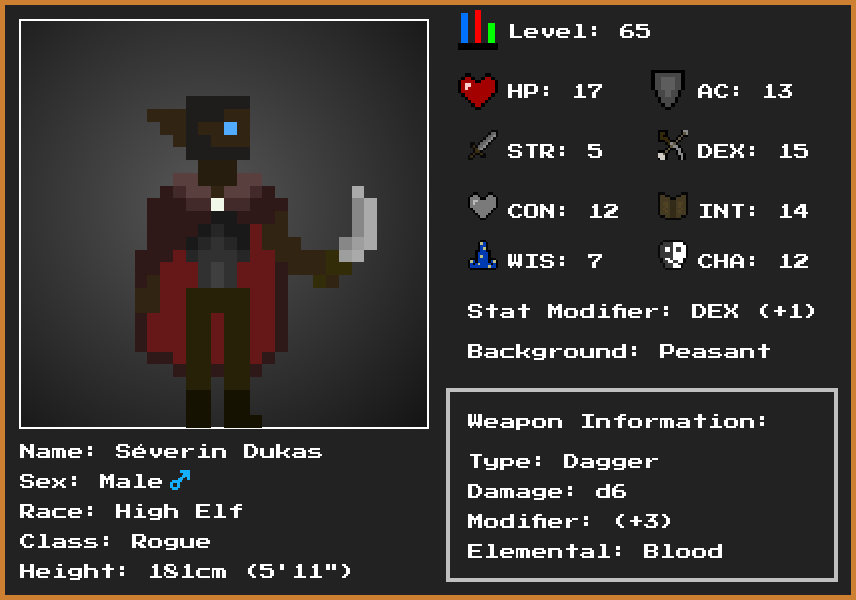 Level: 65
HP: 17
AC: 13
STR: 5
DEX: 15
CON: 12
INT: 14
WIS: 7
CHA: 12
Stat Modifier: DEX (+1)
Background: Peasant
Weapon Information:
Type: Dagger
Damage: d6
Modifier: (+3)
Elemental: Blood
Name: Séverin Dukas
Sex: Male ♂
Race: High Elf
Class: Rogue
Height: 181cm (5'11")